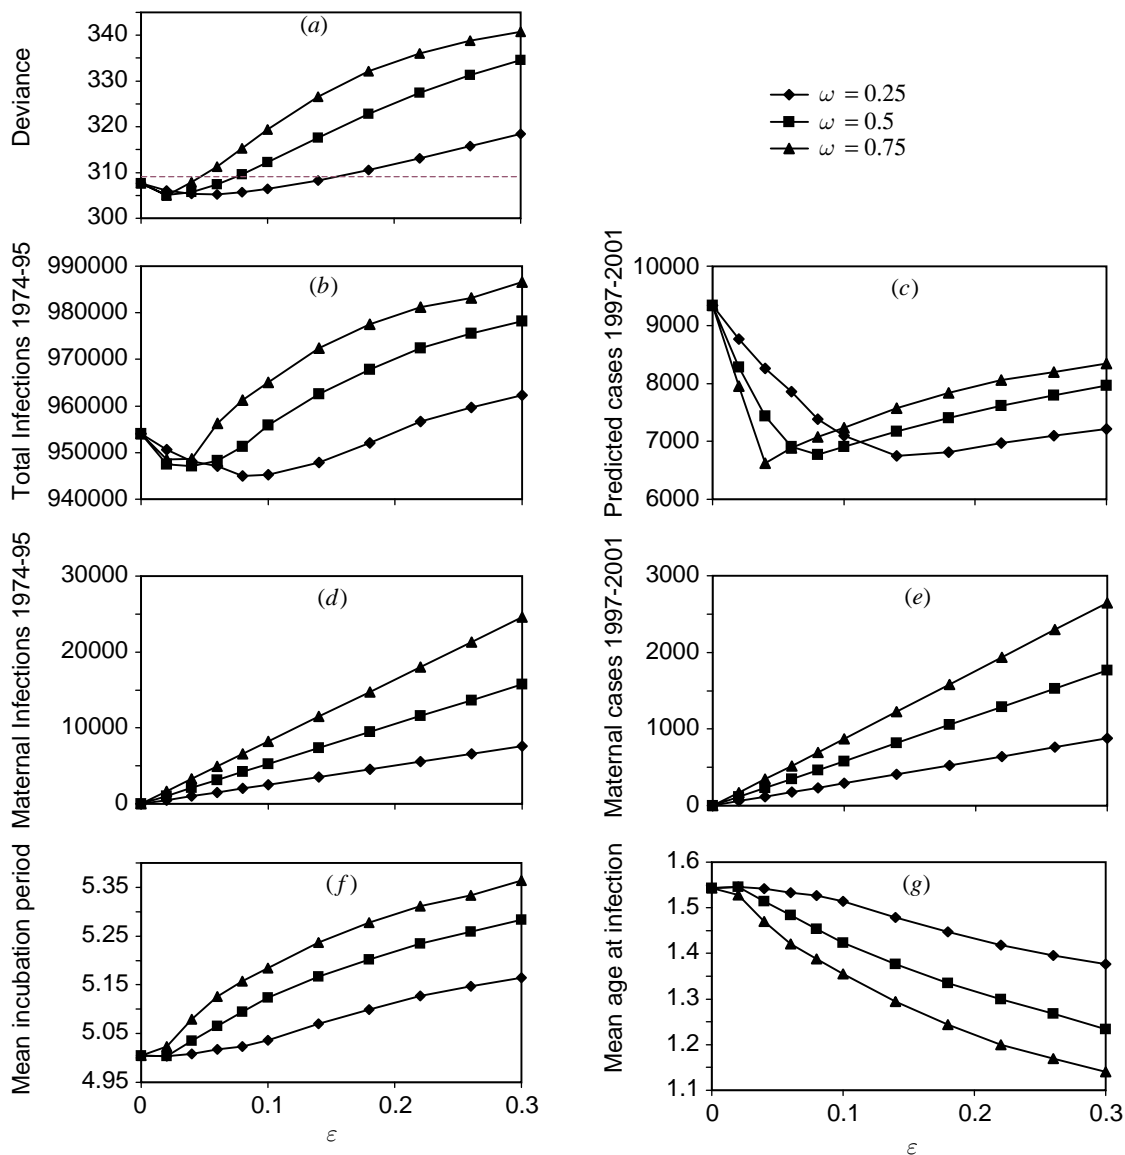 (a)
Deviance
340
330
320
310
300
ω = 0.25
ω = 0.5
ω = 0.75
(b)
Total Infections 1974-95
990000
980000
970000
960000
950000
940000
(c)
Predicted cases 1997-2001
10000
9000
8000
7000
6000
(d)
Maternal Infections 1974-95
30000
20000
10000
0
(e)
Maternal cases 1997-2001
3000
2000
1000
0
(f)
Mean incubation period
5.35
5.25
5.15
5.05
4.95
0 0.1 0.2 0.3
ε
(g)
Mean age at infection
1.6
1.5
1.4
1.3
1.2
1.1
0 0.1 0.2 0.3
ε